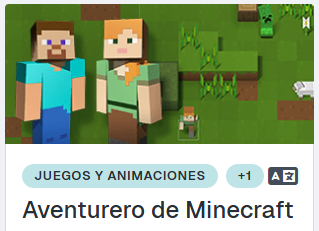 JUEGOS Y ANIMACIONES +1
Aventurero de Minecraft